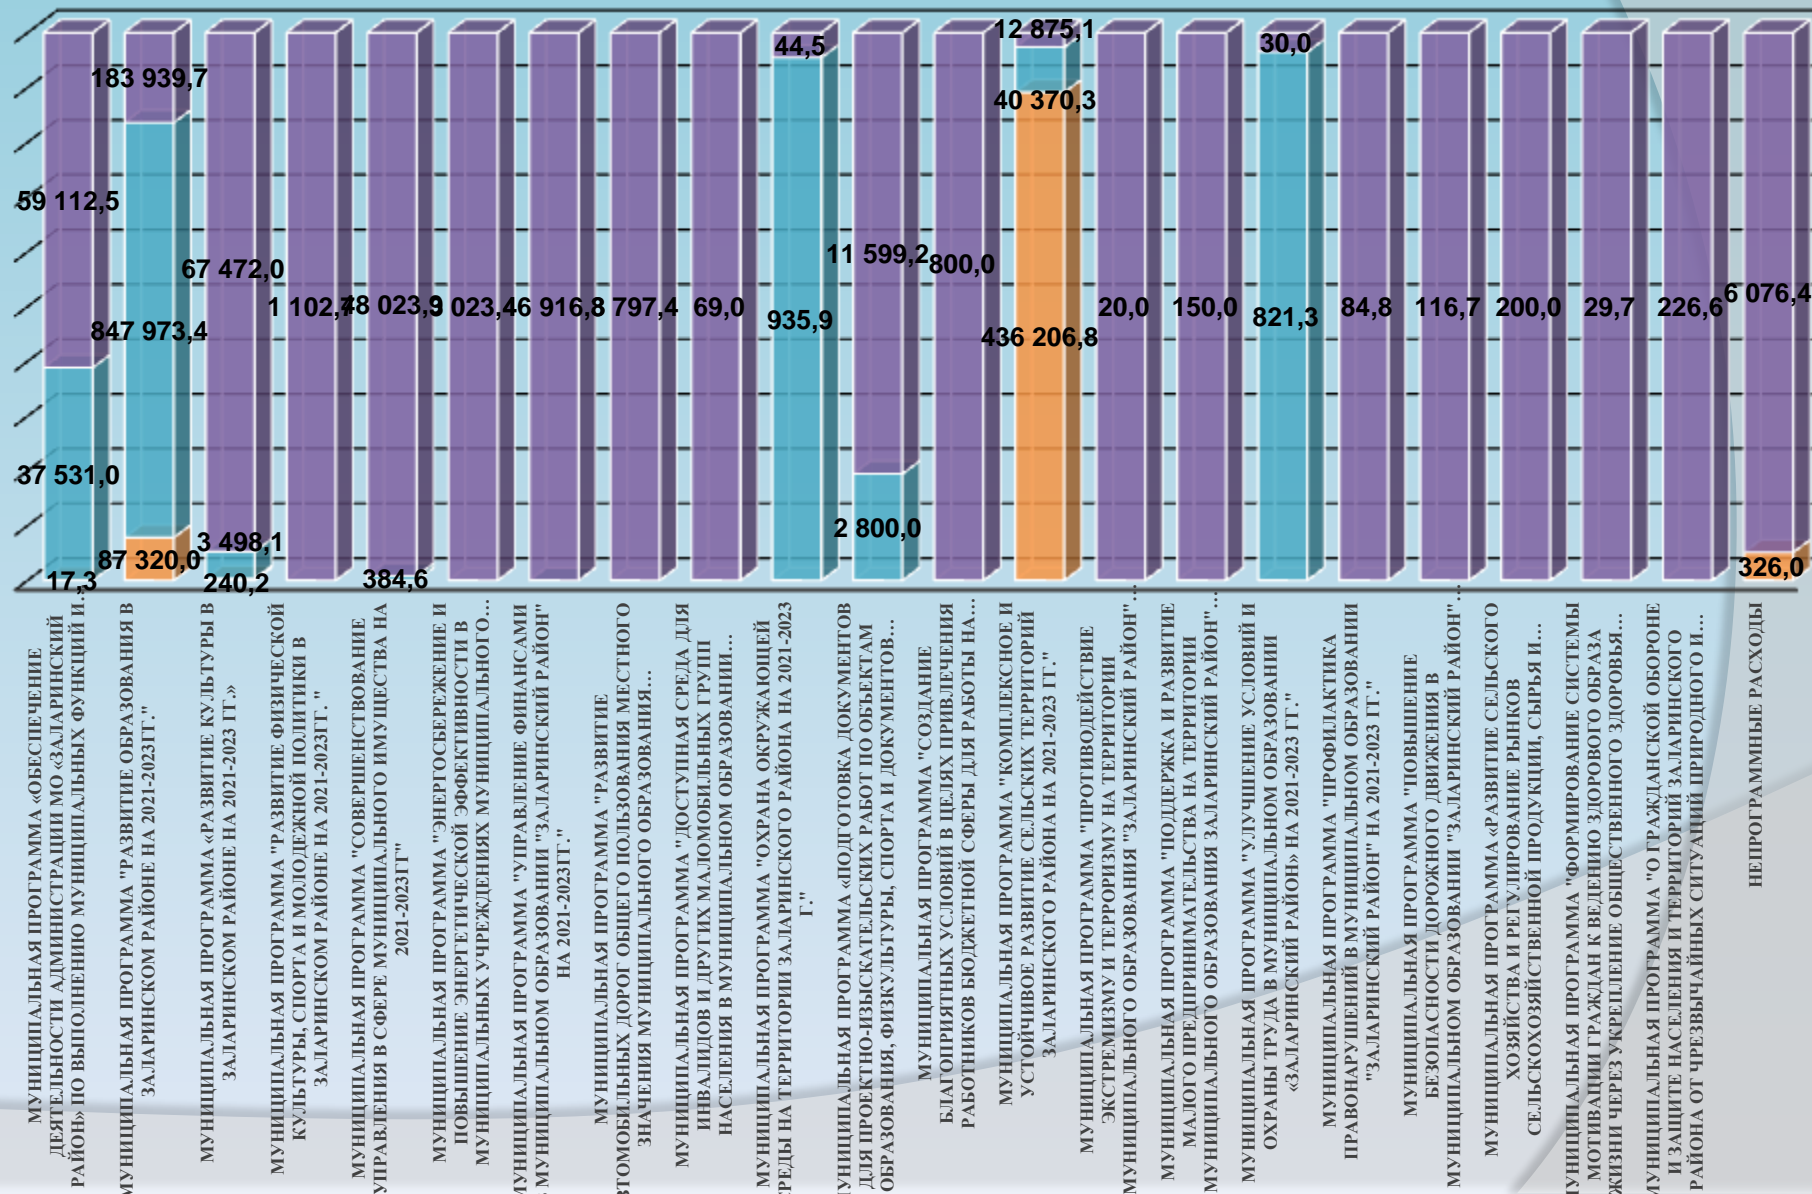 59 112,5
37 531,0
17,3
183 939,7
847 973,4
87 320,0
67 472,0
3 498,1
240,2
1 102,7
48 023,9
384,6
3 023,4
6 916,8
797,4
69,0
44,5
935,9
11 599,2
2 800,0
800,0
12 875,1
40 370,3
436 206,8
20,0
150,0
30,0
821,3
84,8
116,7
200,0
29,7
226,6
6 076,4
326,0
МУНИЦИПАЛЬНАЯ ПРОГРАММА «ОБЕСПЕЧЕНИЕ
ДЕЯТЕЛЬНОСТИ АДМИНИСТРАЦИИ МО «ЗАЛАРИНСКИЙ
РАЙОН» ПО ВЫПОЛНЕНИЮ МУНИЦИПАЛЬНЫХ ФУНКЦИЙ И…
МУНИЦИПАЛЬНАЯ ПРОГРАММА "РАЗВИТИЕ ОБРАЗОВАНИЯ В
ЗАЛАРИНСКОМ РАЙОНЕ НА 2021-2023ГГ."
МУНИЦИПАЛЬНАЯ ПРОГРАММА «РАЗВИТИЕ КУЛЬТУРЫ В
ЗАЛАРИНСКОМ РАЙОНЕ НА 2021-2023 ГГ.»
МУНИЦИПАЛЬНАЯ ПРОГРАММА "РАЗВИТИЕ ФИЗИЧЕСКОЙ
КУЛЬТУРЫ, СПОРТА И МОЛОДЕЖНОЙ ПОЛИТИКИ В
ЗАЛАРИНСКОМ РАЙОНЕ НА 2021-2023ГГ. "
МУНИЦИПАЛЬНАЯ ПРОГРАММА "СОВЕРШЕНСТВОВАНИЕ
УПРАВЛЕНИЯ В СФЕРЕ МУНИЦИПАЛЬНОГО ИМУЩЕСТВА НА
2021-2023ГГ"
МУНИЦИПАЛЬНАЯ ПРОГРАММА "ЭНЕРГОСБЕРЕЖЕНИЕ И
ПОВЫШЕНИЕ ЭНЕРГЕТИЧЕСКОЙ ЭФФЕКТИВНОСТИ В
МУНИЦИПАЛЬНЫХ УЧРЕЖДЕНИЯХ МУНИЦИПАЛЬНОГО…
МУНИЦИПАЛЬНАЯ ПРОГРАММА "УПРАВЛЕНИЕ ФИНАНСАМИ
В МУНИЦИПАЛЬНОМ ОБРАЗОВАНИИ "ЗАЛАРИНСКИЙ РАЙОН"
НА 2021-2023ГГ."
МУНИЦИПАЛЬНАЯ ПРОГРАММА "РАЗВИТИЕ
АВТОМОБИЛЬНЫХ ДОРОГ ОБЩЕГО ПОЛЬЗОВАНИЯ МЕСТНОГО
ЗНАЧЕНИЯ МУНИЦИПАЛЬНОГО ОБРАЗОВАНИЯ…
МУНИЦИПАЛЬНАЯ ПРОГРАММА "ДОСТУПНАЯ СРЕДА ДЛЯ
ИНВАЛИДОВ И ДРУГИХ МАЛОМОБИЛЬНЫХ ГРУПП
НАСЕЛЕНИЯ В МУНИЦИПАЛЬНОМ ОБРАЗОВАНИИ…
МУНИЦИПАЛЬНАЯ ПРОГРАММА "ОХРАНА ОКРУЖАЮЩЕЙ
СРЕДЫ НА ТЕРРИТОРИИ ЗАЛАРИНСКОГО РАЙОНА НА 2021-2023
Г."
МУНИЦИПАЛЬНАЯ ПРОГРАММА «ПОДГОТОВКА ДОКУМЕНТОВ
ДЛЯ ПРОЕКТНО-ИЗЫСКАТЕЛЬСКИХ РАБОТ ПО ОБЪЕКТАМ
ОБРАЗОВАНИЯ, ФИЗКУЛЬТУРЫ, СПОРТА И ДОКУМЕНТОВ…
МУНИЦИПАЛЬНАЯ ПРОГРАММА "СОЗДАНИЕ
БЛАГОПРИЯТНЫХ УСЛОВИЙ В ЦЕЛЯХ ПРИВЛЕЧЕНИЯ
РАБОТНИКОВ БЮДЖЕТНОЙ СФЕРЫ ДЛЯ РАБОТЫ НА…
МУНИЦИПАЛЬНАЯ ПРОГРАММА "КОМПЛЕКСНОЕ И
УСТОЙЧИВОЕ РАЗВИТИЕ СЕЛЬСКИХ ТЕРРИТОРИЙ
ЗАЛАРИНСКОГО РАЙОНА НА 2021-2023 ГГ."
МУНИЦИПАЛЬНАЯ ПРОГРАММА "ПРОТИВОДЕЙСТВИЕ
ЭКСТРЕМИЗМУ И ТЕРРОРИЗМУ НА ТЕРРИТОРИИ
МУНИЦИПАЛЬНОГО ОБРАЗОВАНИЯ "ЗАЛАРИНСКИЙ РАЙОН"…
МУНИЦИПАЛЬНАЯ ПРОГРАММА "ПОДДЕРЖКА И РАЗВИТИЕ
МАЛОГО ПРЕДПРИНИМАТЕЛЬСТВА НА ТЕРРИТОРИИ
МУНИЦИПАЛЬНОГО ОБРАЗОВАНИЯ ЗАЛАРИНСКИЙ РАЙОН"…
МУНИЦИПАЛЬНАЯ ПРОГРАММА "УЛУЧШЕНИЕ УСЛОВИЙ И
ОХРАНЫ ТРУДА В МУНИЦИПАЛЬНОМ ОБРАЗОВАНИИ
«ЗАЛАРИНСКИЙ РАЙОН» НА 2021-2023 ГГ."
МУНИЦИПАЛЬНАЯ ПРОГРАММА "ПРОФИЛАКТИКА
ПРАВОНАРУШЕНИЙ В МУНИЦИПАЛЬНОМ ОБРАЗОВАНИИ
"ЗАЛАРИНСКИЙ РАЙОН" НА 2021-2023 ГГ."
МУНИЦИПАЛЬНАЯ ПРОГРАММА "ПОВЫШЕНИЕ
БЕЗОПАСНОСТИ ДОРОЖНОГО ДВИЖЕНИЯ В
МУНИЦИПАЛЬНОМ ОБРАЗОВАНИИ "ЗАЛАРИНСКИЙ РАЙОН"…
МУНИЦИПАЛЬНАЯ ПРОГРАММА «РАЗВИТИЕ СЕЛЬСКОГО
ХОЗЯЙСТВА И РЕГУЛИРОВАНИЕ РЫНКОВ
СЕЛЬСКОХОЗЯЙСТВЕННОЙ ПРОДУКЦИИ, СЫРЬЯ И…
МУНИЦИПАЛЬНАЯ ПРОГРАММА "ФОРМИРОВАНИЕ СИСТЕМЫ
МОТИВАЦИИ ГРАЖДАН К ВЕДЕНИЮ ЗДОРОВОГО ОБРАЗА
ЖИЗНИ ЧЕРЕЗ УКРЕПЛЕНИЕ ОБЩЕСТВЕННОГО ЗДОРОВЬЯ…
МУНИЦИПАЛЬНАЯ ПРОГРАММА "О ГРАЖДАНСКОЙ ОБОРОНЕ
И ЗАЩИТЕ НАСЕЛЕНИЯ И ТЕРРИТОРИЙ ЗАЛАРИНСКОГО
РАЙОНА ОТ ЧРЕЗВЫЧАЙНЫХ СИТУАЦИЙ ПРИРОДНОГО И…
НЕПРОГРАММНЫЕ РАСХОДЫ